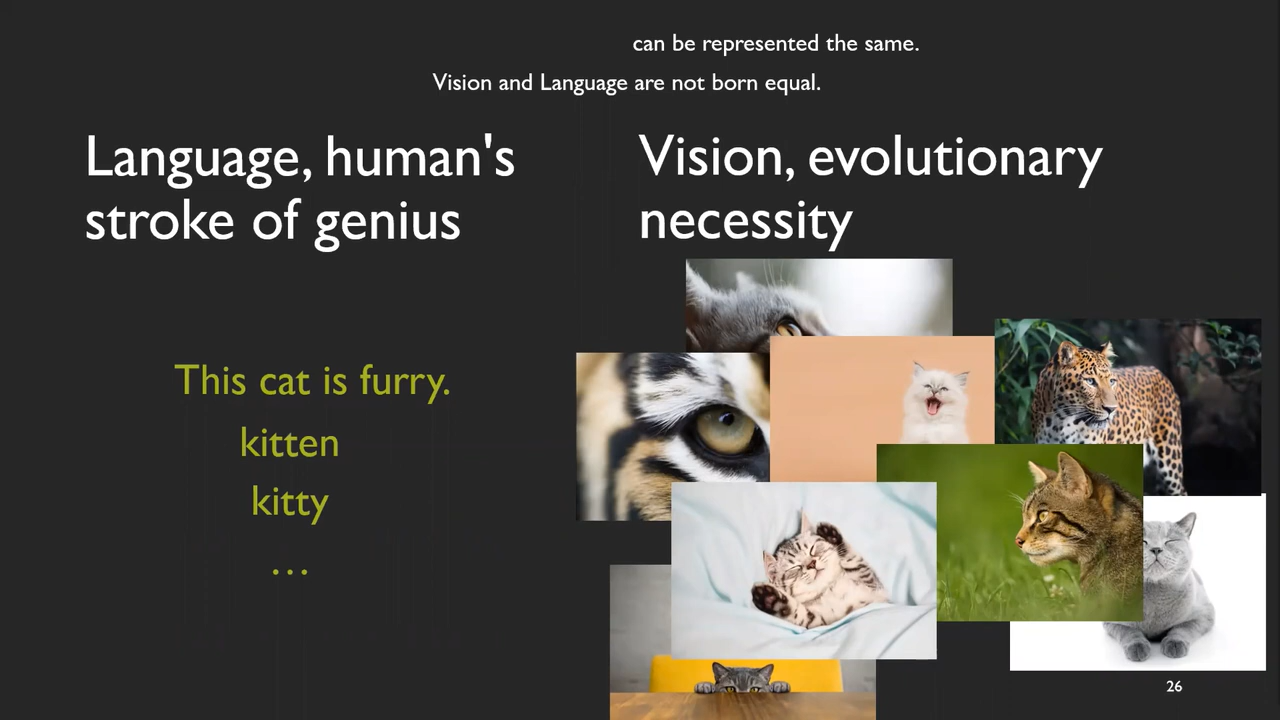 can be represented the same.
Vision and Language are not born equal.
Language, human's
stroke of genius
Vision, evolutionary
necessity
This cat is furry.
kitten
kitty
…
26